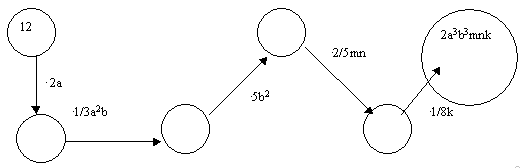 12
·2a
·1/3a²b
·5b²
·2/5mn
·1/8k
2a³b³mnk